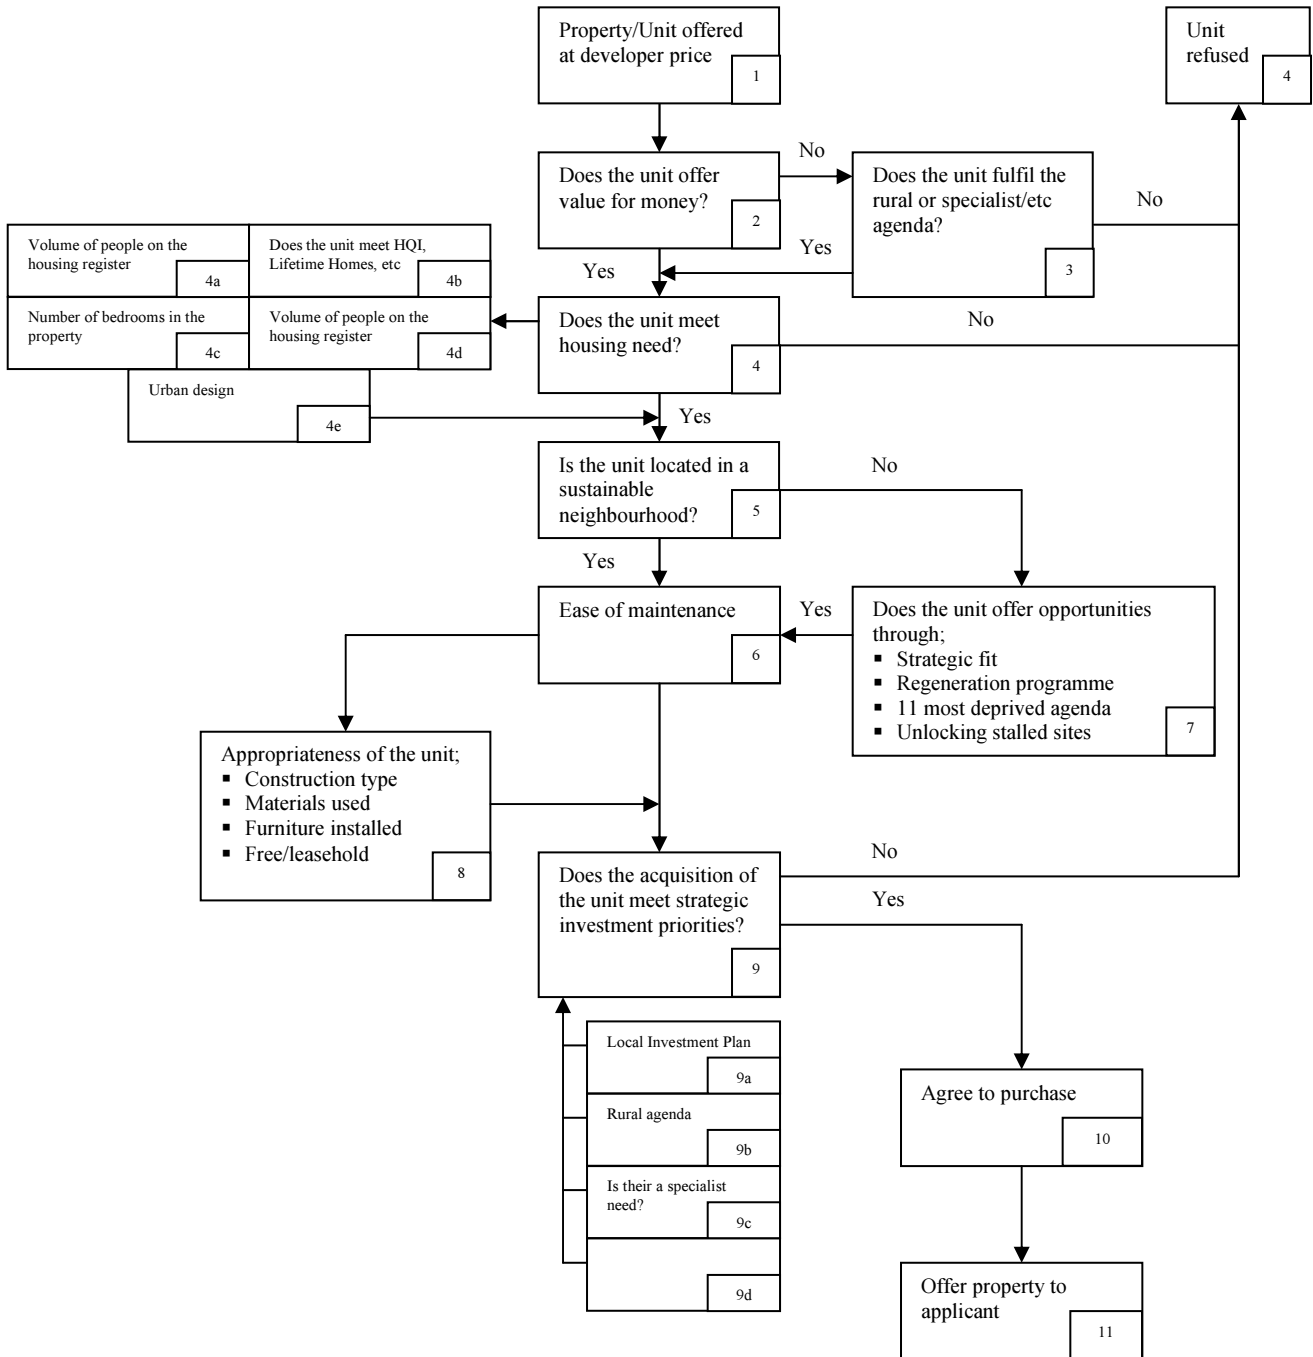 Property/Unit offered
at developer price
1
Unit
refused
4
No
Does the unit offer
value for money?
2
Does the unit fulfil the
rural or specialist/etc
agenda?
3
No
Yes
Yes
Volume of people on the
housing register
4a
Does the unit meet HQI,
Lifetime Homes, etc
4b
Number of bedrooms in the
property
4c
Volume of people on the
housing register
4d
Urban design
4e
Does the unit meet
housing need?
4
No
Yes
Is the unit located in a
sustainable
neighbourhood?
5
No
Yes
Ease of maintenance
6
Yes
Does the unit offer opportunities
through;
▪ Strategic fit
▪ Regeneration programme
▪ 11 most deprived agenda
▪ Unlocking stalled sites
7
Appropriateness of the unit;
▪ Construction type
▪ Materials used
▪ Furniture installed
▪ Free/leasehold
8
Does the acquisition of
the unit meet strategic
investment priorities?
9
No
Yes
Local Investment Plan
9a
Rural agenda
9b
Is their a specialist
need?
9c
9d
Agree to purchase
10
Offer property to
applicant
11